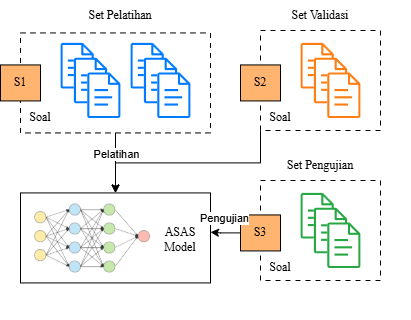 Set Pelatihan
Set Validasi
S1
S2
Soal
Soal
Pelatihan
Set Pengujian
ASAS
Model
Pengujian
S3
Soal